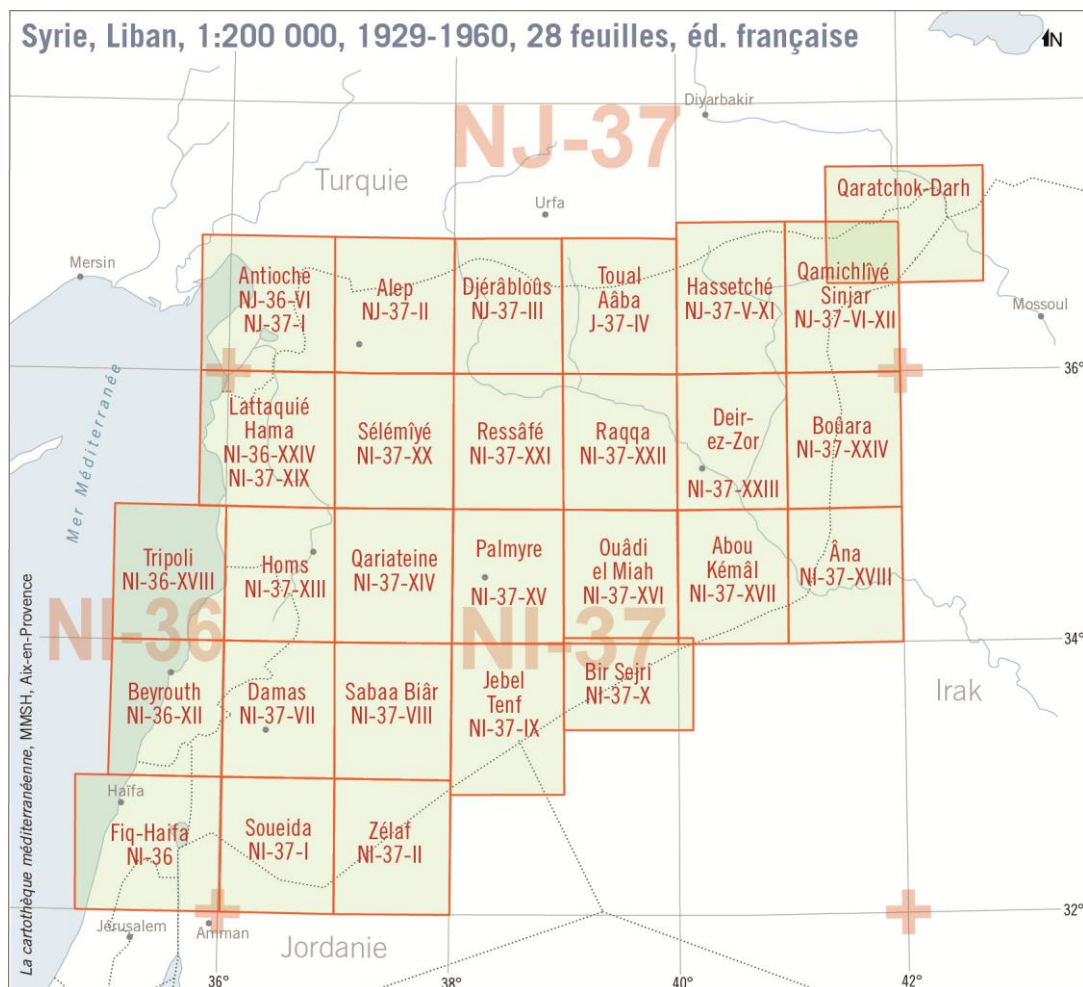 Syrie, Liban, 1:200 000, 1929-1960, 28 feuilles, éd. française
N
Diyarbakir
NJ-37
Turquie
Urfa
Mersin
Mossoul
Qaratchok-Darh
Antioche
NJ-36-VI
NJ-37-I
Alep
NJ-37-II
Djérâbloûs
NJ-37-III
Toual
Aâba
J-37-IV
Hassetché
NJ-37-V-XI
Qamichlîyé
Sinjar
NJ-37-VI-XII
36°
Mer Méditerranée
Lattaquié
Hama
NI-36-XXIV
NI-37-XIX
Sélémîyé
NI-37-XX
Ressâfé
NI-37-XXI
Raqqa
NI-37-XXII
Deir-
ez-Zor
NI-37-XXIII
Boûara
NI-37-XXIV
Tripoli
NI-36-XVIII
Homs
NI-37-XIII
Qariateine
NI-37-XIV
Palmyre
NI-37-XV
Ouâdi
el Miah
NI-37-XVI
Abou
Kémâl
NI-37-XVII
Âna
NI-37-XVIII
NI-36
NI-37
34°
Irak
Beyrouth
NI-36-XII
Damas
NI-37-VII
Sabaa Biâr
NI-37-VIII
Jebel
Tenf
NI-37-IX
Bir Sejri
NI-37-X
Haïfa
Fiq-Haifa
NI-36
Soueida
NI-37-I
Zélaf
NI-37-II
32°
Jérusalem
Amman
Jordanie
36°
38°
40°
42°
La cartothèque méditerranéenne, MMSH, Aix-en-Provence